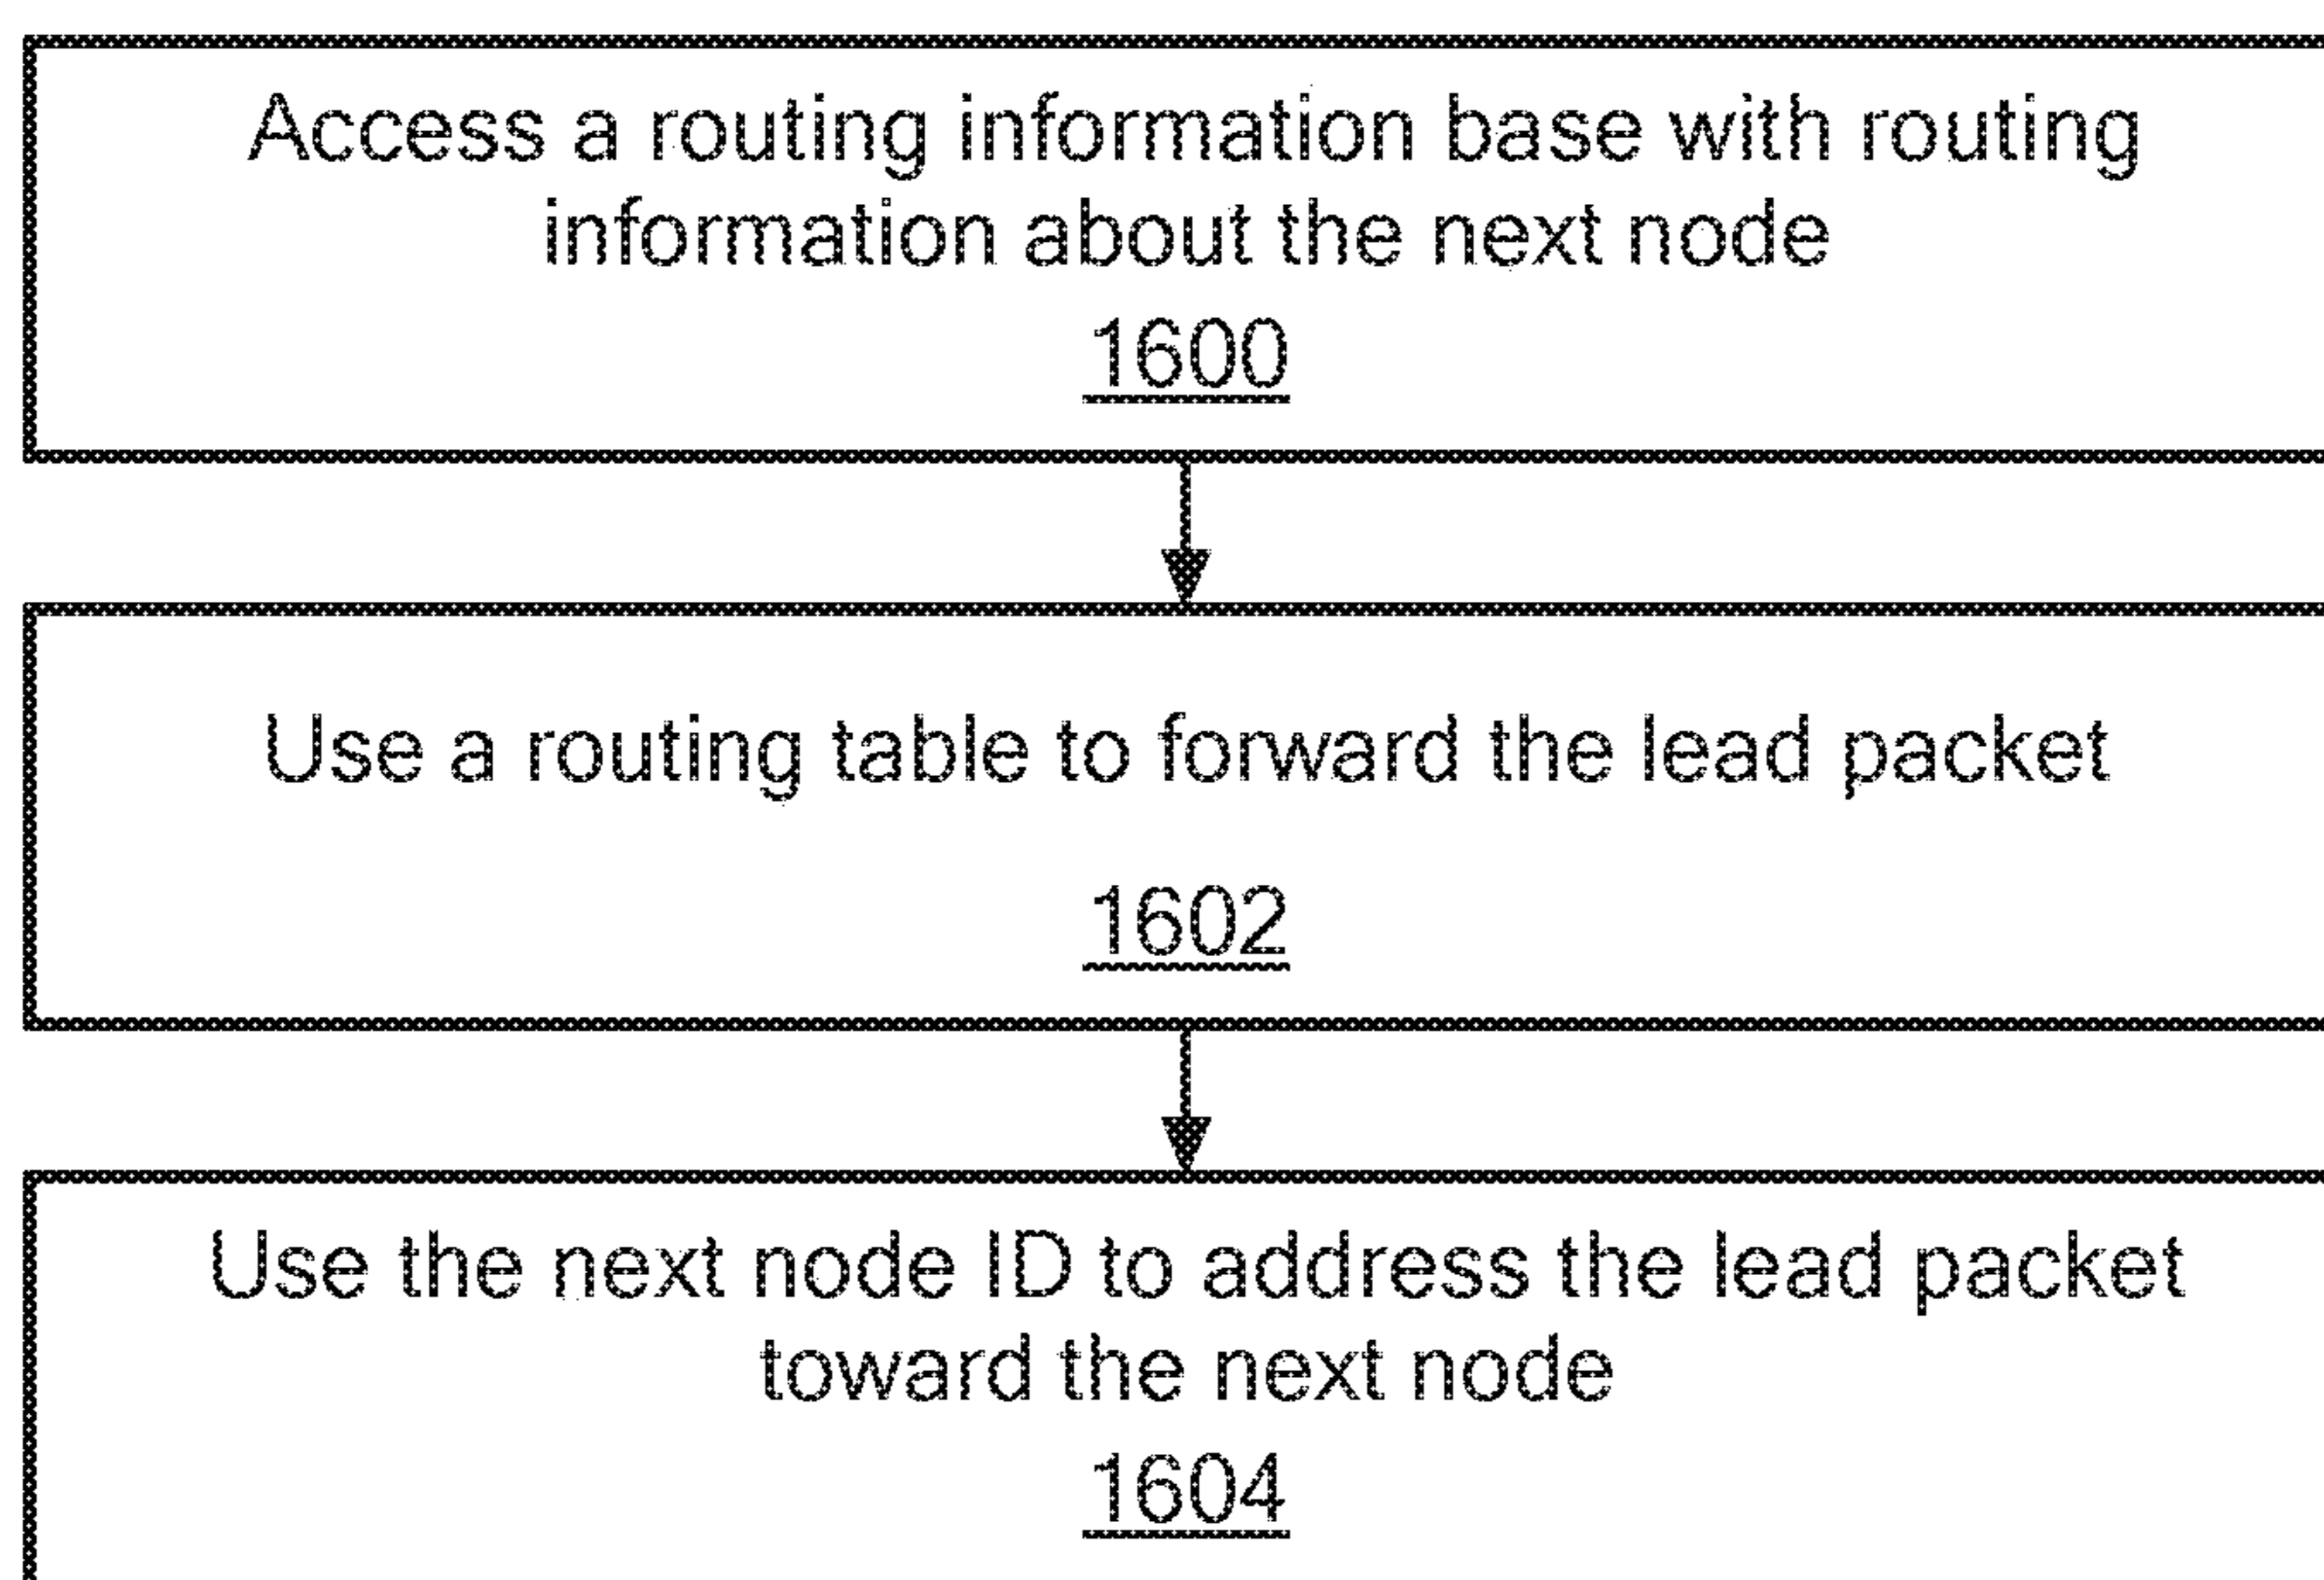 Access a routing information base with routing
information about the next node
1600
Use a routing table to forward the lead packet
1602
Use the next node ID to address the lead packet
toward the next node
1604